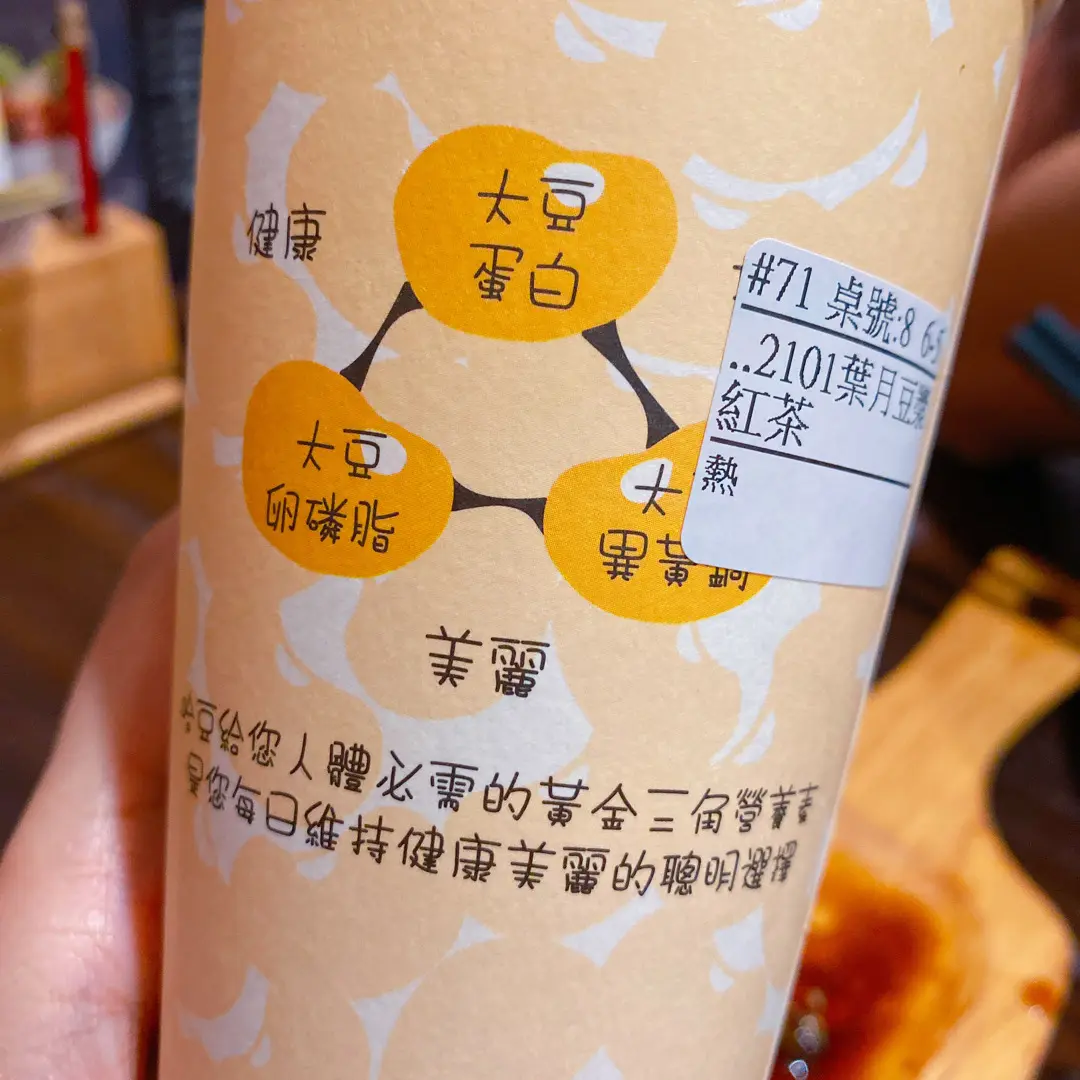 健康
大豆
蛋白
大豆
卵磷脂
大
異黃酮
美麗
豆給您人體必需的黃金三角營養素
是您每日維持健康美麗的聰明選擇
#71 桌號:8 6-5
..2101葉月豆漿
紅茶
熱